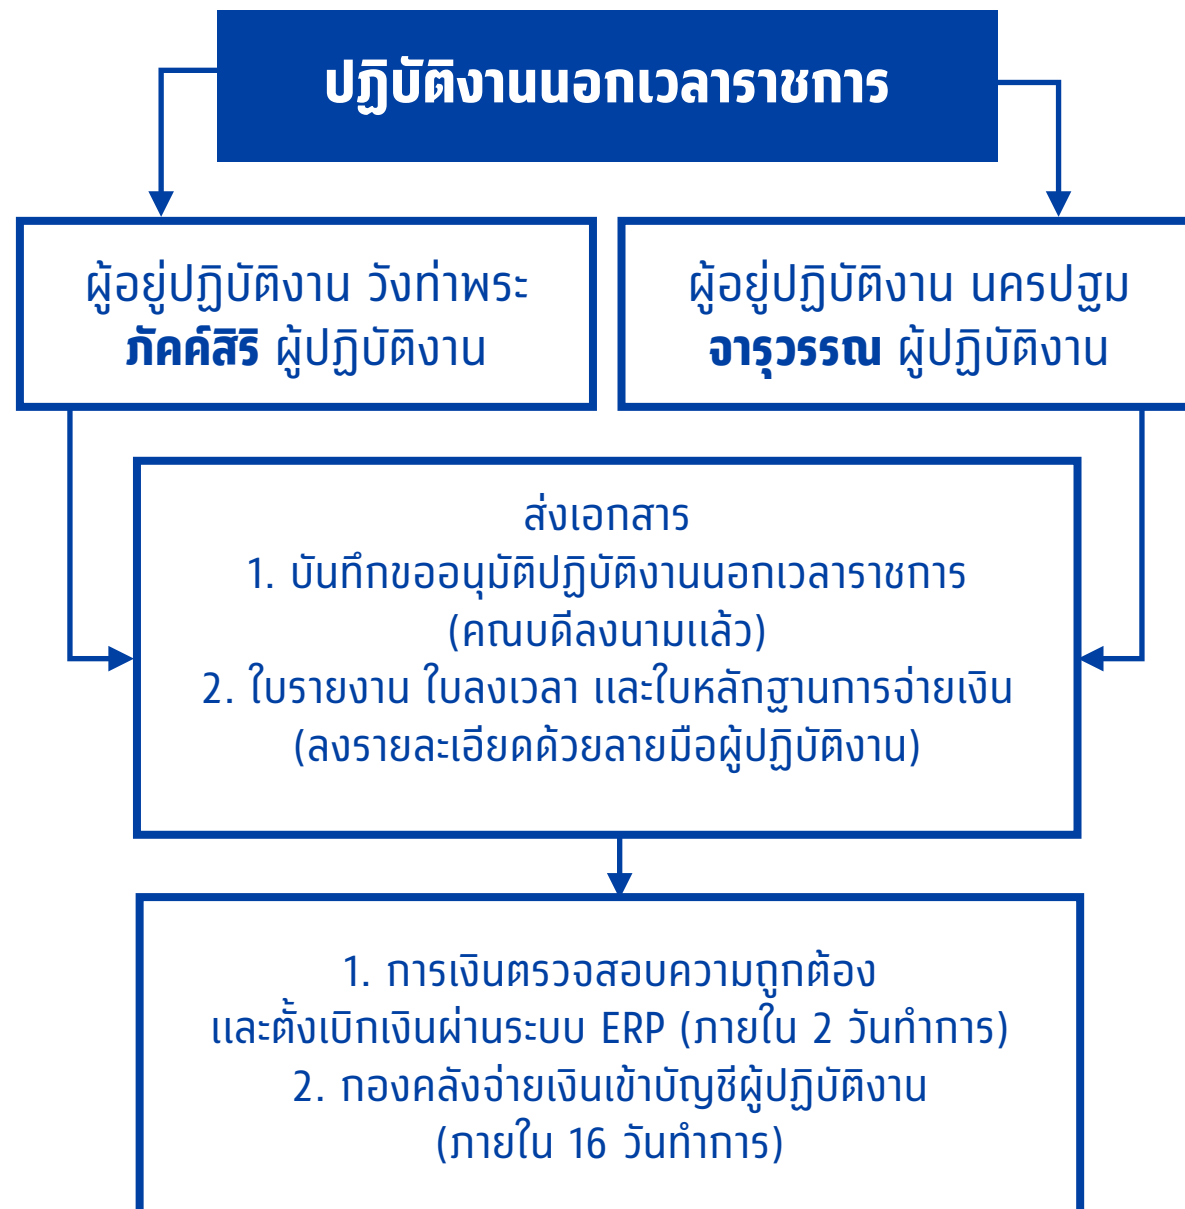 ปฏิบัติงานนอกเวลาราชการ
ผู้อยู่ปฏิบัติงาน วังท่าพระ
ภัคค์สิริ ผู้ปฏิบัติงาน
ผู้อยู่ปฏิบัติงาน นครปฐม
จารุวรรณ ผู้ปฏิบัติงาน
ส่งเอกสาร
1. บันทึกขออนุมัติปฏิบัติงานนอกเวลาราชการ
(คณบดีลงนามแล้ว)
2. ใบรายงาน ใบลงเวลา และใบหลักฐานการจ่ายเงิน
(ลงรายละเอียดด้วยลายมือผู้ปฏิบัติงาน)
1. การเงินตรวจสอบความถูกต้อง
และตั้งเบิกเงินผ่านระบบ ERP (ภายใน 2 วันทำการ)
2. กองคลังจ่ายเงินเข้าบัญชีผู้ปฏิบัติงาน
(ภายใน 16 วันทำการ)